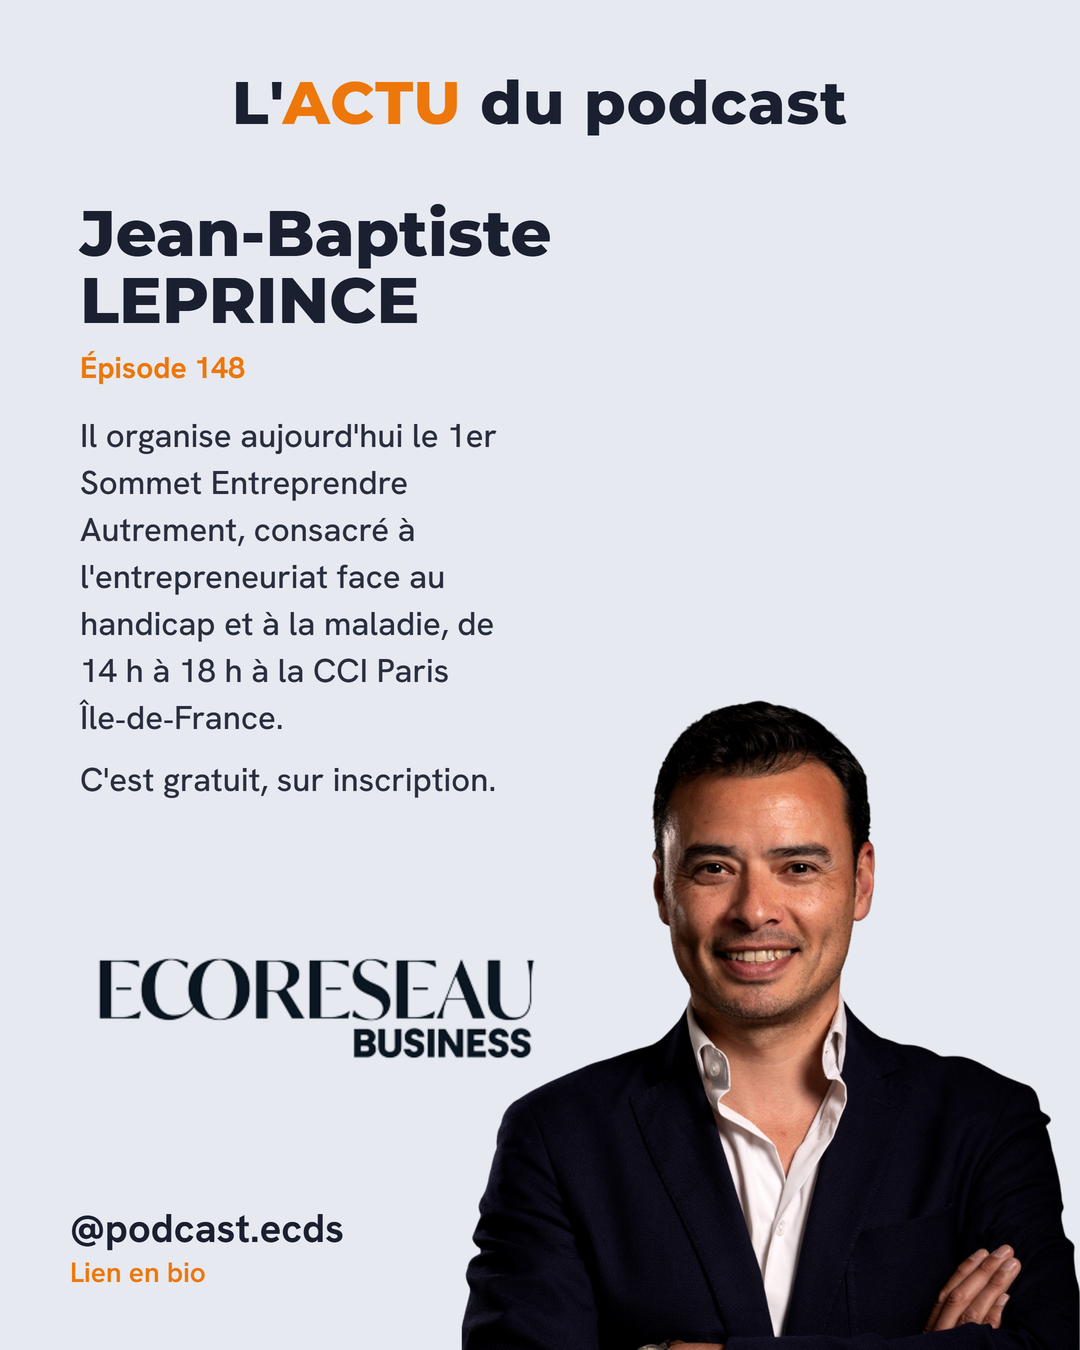 L'ACTU du podcast
Jean-Baptiste
LEPRINCE
Épisode 148
Il organise aujourd'hui le 1er
Sommet Entreprendre
Autrement, consacré à
l'entrepreneuriat face au
handicap et à la maladie, de
14 h à 18 h à la CCI Paris
Île-de-France.
C'est gratuit, sur inscription.
ECORESEAU
BUSINESS
@podcast.ecds
Lien en bio